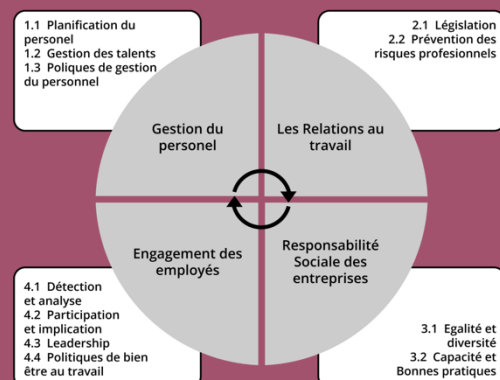 1.1 Planification du
personel
1.2 Gestion des talents
1.3 Poliques de gestion
du personnel
2.1 Législation
2.2 Prévention des
risques profesionnels
Gestion du
personel
Les Relations au
travail
Engagement des
employés
Responsabilité
Sociale des
entreprises
4.1 Détection
et analyse
4.2 Participation
et implication
4.3 Leadership
4.4 Politiques de bien
être au travail
3.1 Egalité et
diversité
3.2 Capacité et
Bonnes pratiques